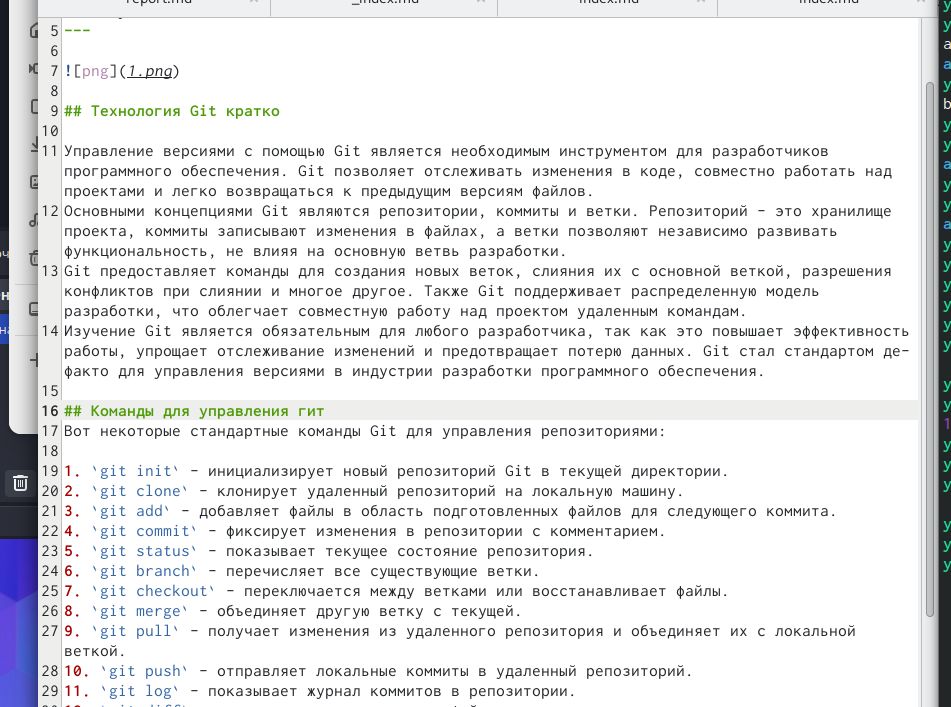 report.md _index.md index.md index.md
5 ---
6
7 ![png](1.png)
8
9 ## Технология Git кратко
10
11 Управление версиями с помощью Git является необходимым инструментом для разработчиков
программного обеспечения. Git позволяет отслеживать изменения в коде, совместно работать над
проектами и легко возвращаться к предыдущим версиям файлов.
12 Основными концепциями Git являются репозитории, коммиты и ветки. Репозиторий - это хранилище
проекта, коммиты записывают изменения в файлах, а ветки позволяют независимо развивать
функциональность, не влияя на основную ветвь разработки.
13 Git предоставляет команды для создания новых веток, слияния их с основной веткой, разрешения
конфликтов при слиянии и многое другое. Также Git поддерживает распределенную модель
разработки, что облегчает совместную работу над проектом удаленным командам.
14 Изучение Git является обязательным для любого разработчика, так как это повышает эффективность
работы, упрощает отслеживание изменений и предотвращает потерю данных. Git стал стандартом де-
факто для управления версиями в индустрии разработки программного обеспечения.
15
16 ## Команды для управления гит
17 Вот некоторые стандартные команды Git для управления репозиториями:
18
19 1. `git init` - инициализирует новый репозиторий Git в текущей директории.
20 2. `git clone` - клонирует удаленный репозиторий на локальную машину.
21 3. `git add` - добавляет файлы в область подготовленных файлов для следующего коммита.
22 4. `git commit` - фиксирует изменения в репозитории с комментарием.
23 5. `git status` - показывает текущее состояние репозитория.
24 6. `git branch` - перечисляет все существующие ветки.
25 7. `git checkout` - переключается между ветками или восстанавливает файлы.
26 8. `git merge` - объединяет другую ветку с текущей.
27 9. `git pull` - получает изменения из удаленного репозитория и объединяет их с локальной
веткой.
28 10. `git push` - отправляет локальные коммиты в удаленный репозиторий.
29 11. `git log` - показывает журнал коммитов в репозитории.